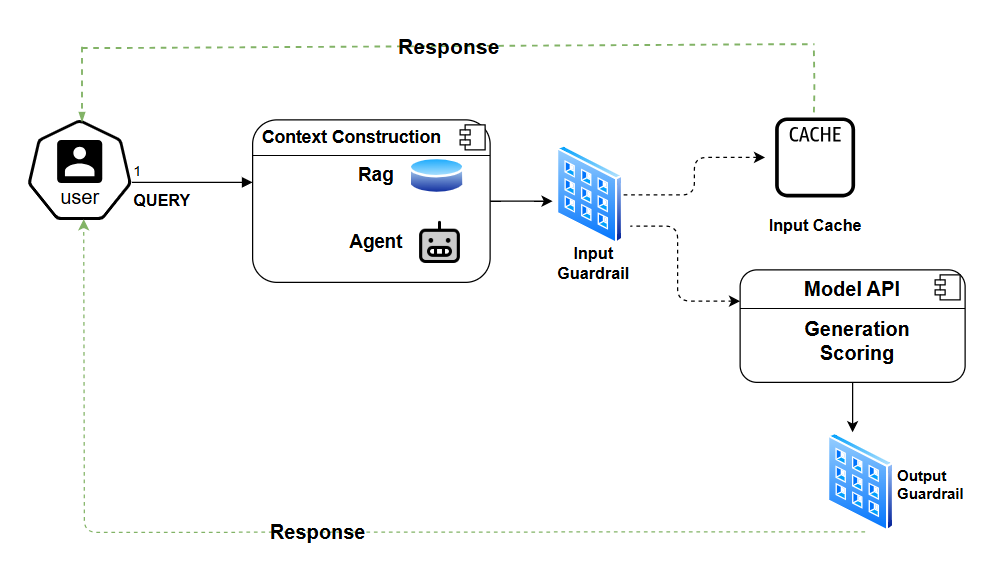 Response
CACHE
Context Construction
1
Rag
user
QUERY
Input Cache
Agent
Input
Guardrail
Model API
Generation
Scoring
Output
Guardrail
Response